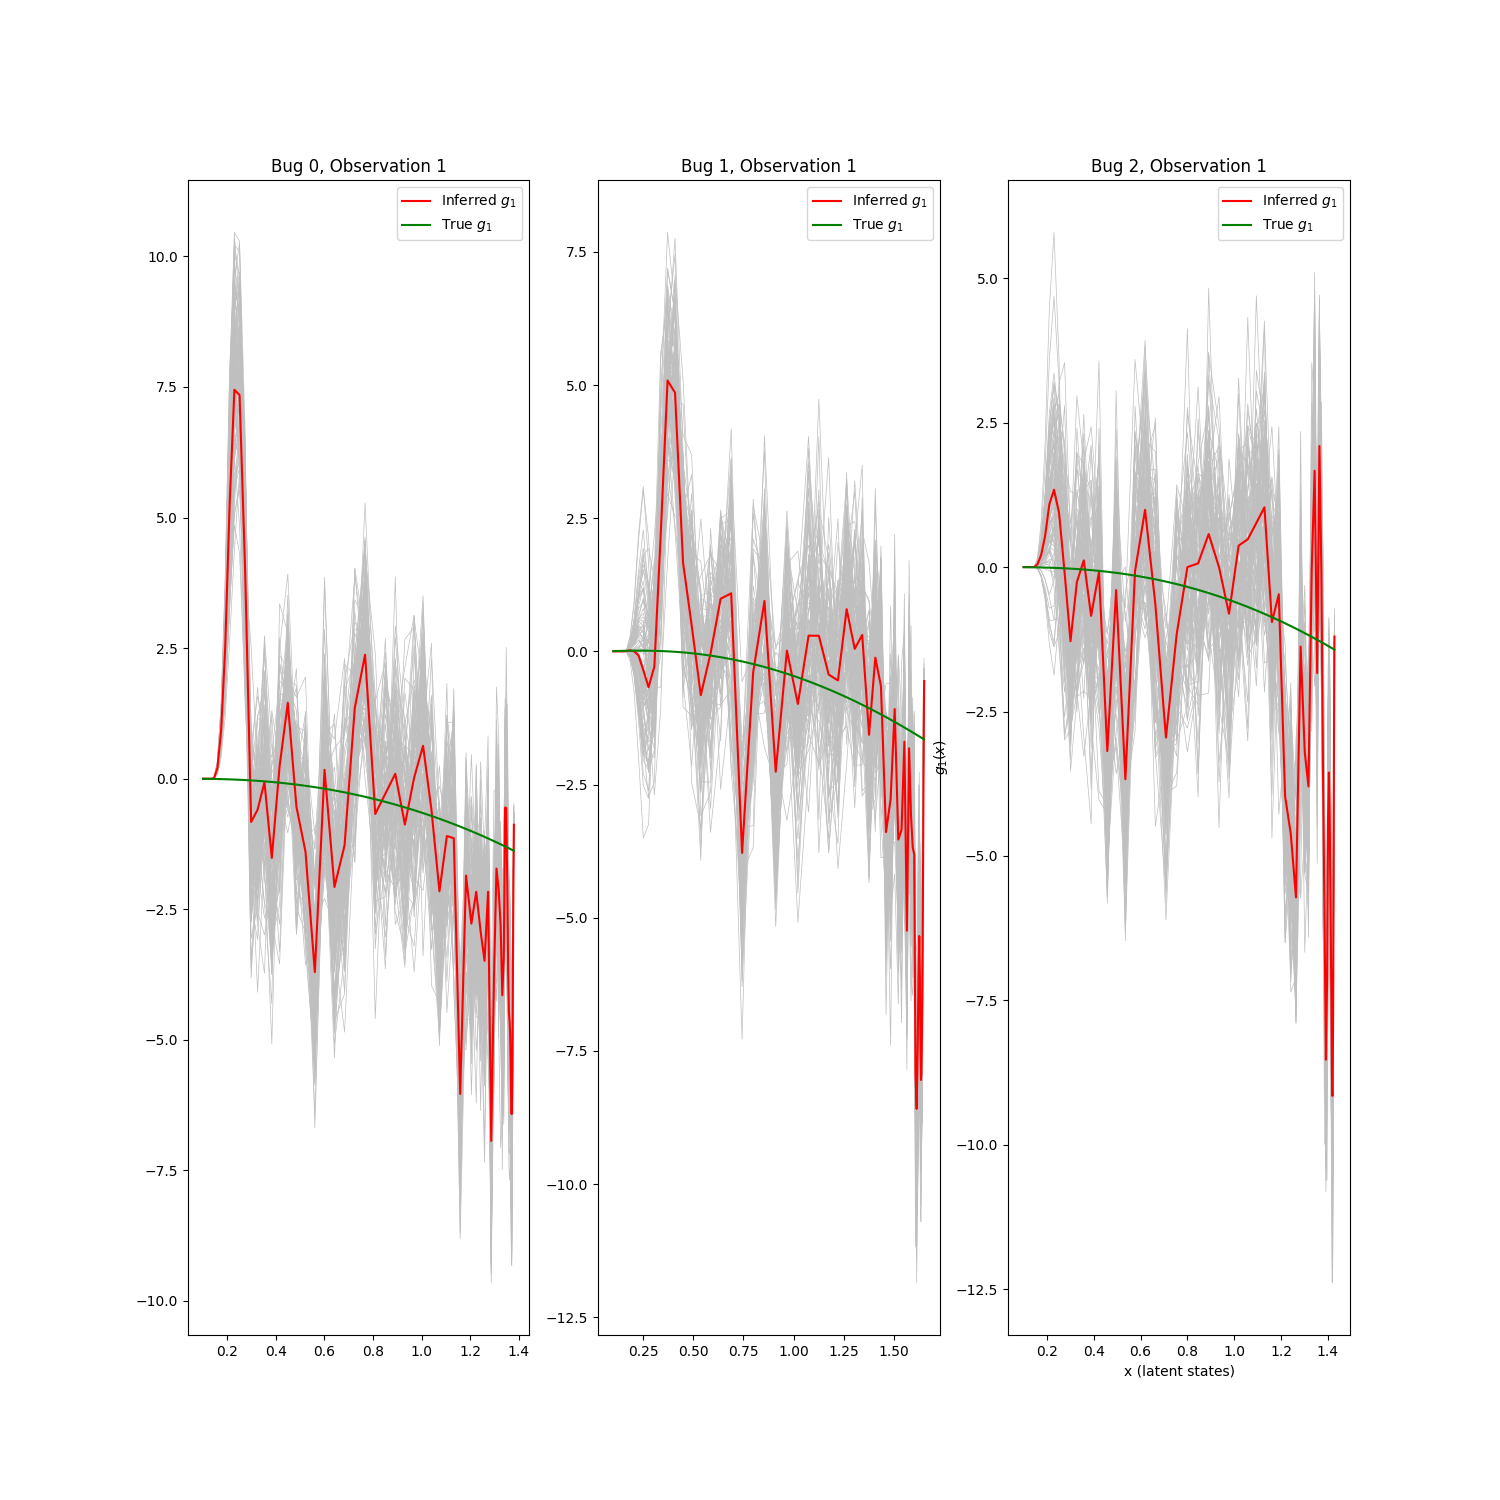 Bug 0, Observation 1
Inferred g₁
True g₁
10.0
7.5
5.0
2.5
0.0
−2.5
−5.0
−7.5
−10.0
0.2 0.4 0.6 0.8 1.0 1.2 1.4
Bug 1, Observation 1
Inferred g₁
True g₁
7.5
5.0
2.5
0.0
−2.5
−5.0
−7.5
−10.0
−12.5
0.25 0.50 0.75 1.00 1.25 1.50
Bug 2, Observation 1
Inferred g₁
True g₁
g₁(x)
5.0
2.5
0.0
−2.5
−5.0
−7.5
−10.0
−12.5
0.2 0.4 0.6 0.8 1.0 1.2 1.4
x (latent states)